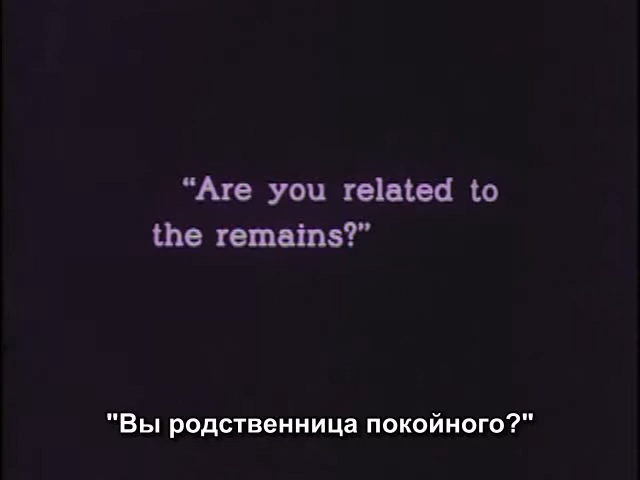 “Are you related to
the remains?”
"Вы родственница покойного?"